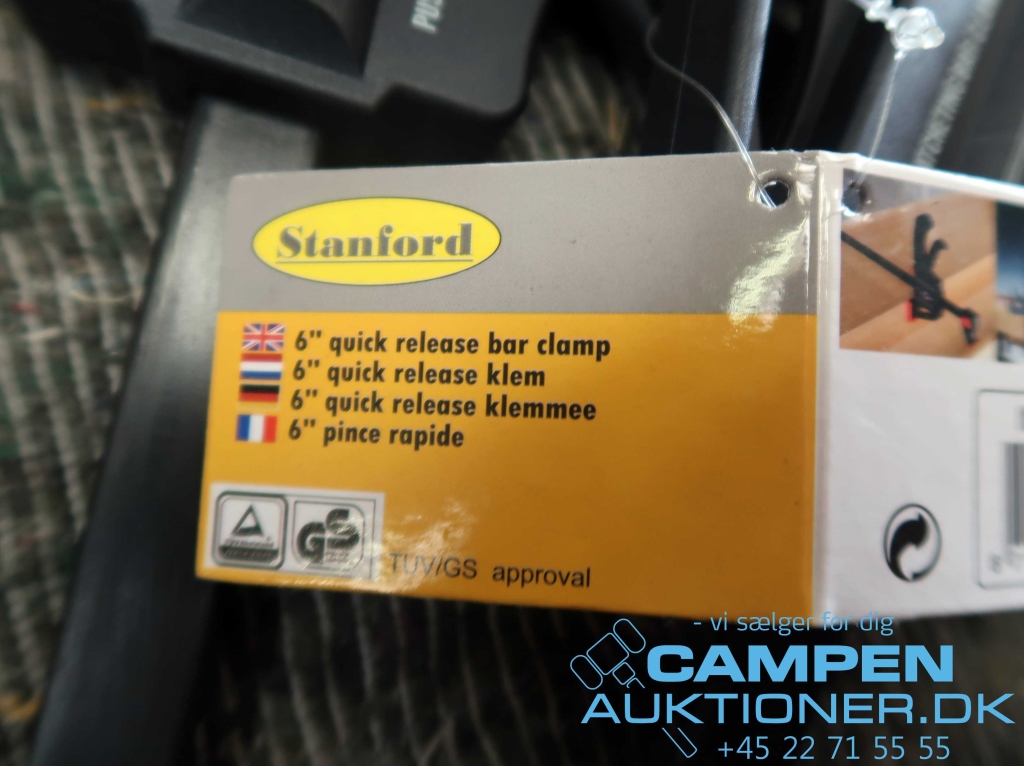 Stanford
6" quick release bar clamp
6" quick release klem
6" quick release klemmee
6" pince rapide
GS
TUV/GS approval
- vi sælger for dig
CAMPEN
AUKTIONER.DK
+45 22 71 55 55